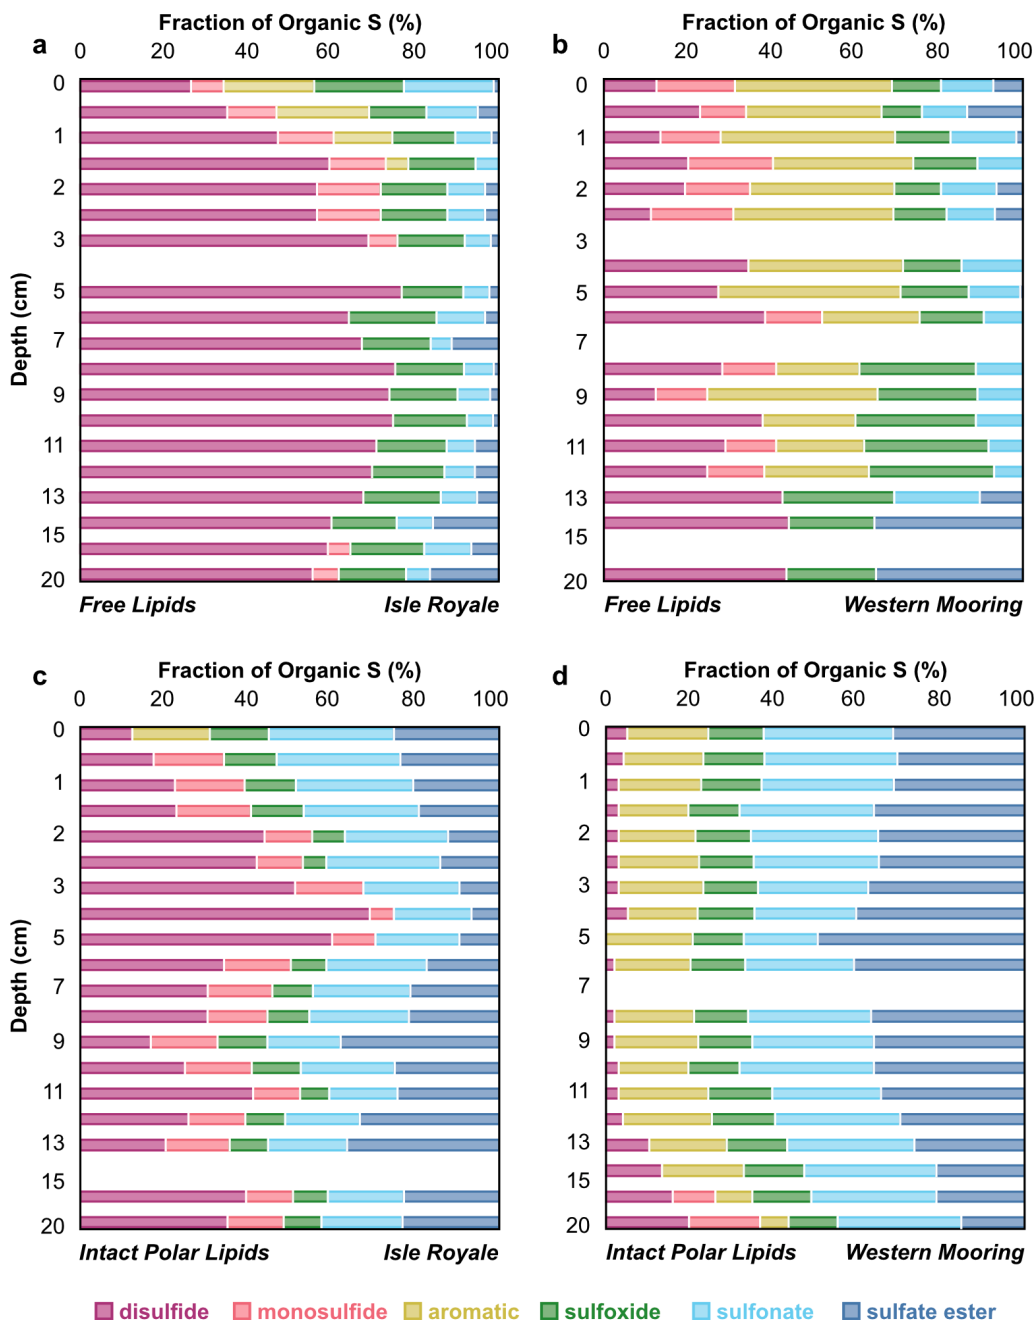 a
Fraction of Organic S (%)
0 20 40 60 80 100
Depth (cm)
0
1
2
3
5
7
9
11
13
15
20
Free Lipids Isle Royale
b
Fraction of Organic S (%)
0 20 40 60 80 100
0
1
2
3
5
7
9
11
13
15
20
Free Lipids Western Mooring
c
Fraction of Organic S (%)
0 20 40 60 80 100
Depth (cm)
0
1
2
3
5
7
9
11
13
15
20
Intact Polar Lipids Isle Royale
d
Fraction of Organic S (%)
0 20 40 60 80 100
0
1
2
3
5
7
9
11
13
15
20
Intact Polar Lipids Western Mooring
disulfide monosulfide aromatic sulfoxide sulfonate sulfate ester